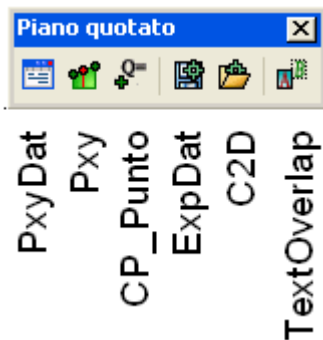 Piano quotato
Q=
PxyDat
Pxy
CP_Punto
ExpDat
C2D
TextOverlap